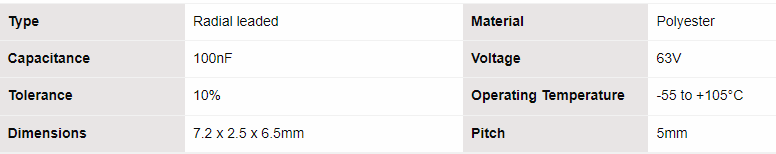 Type Radial leaded Material Polyester
Capacitance 100nF Voltage 63V
Tolerance 10% Operating Temperature -55 to +105°C
Dimensions 7.2 x 2.5 x 6.5mm Pitch 5mm